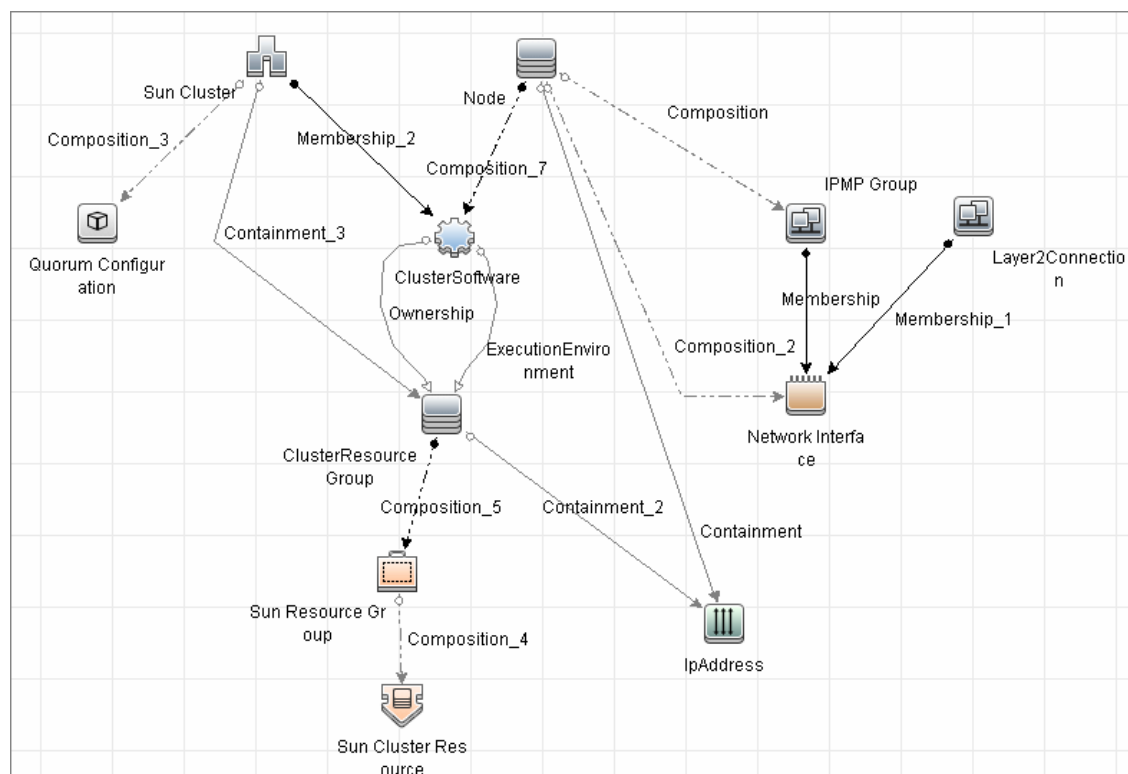 Sun Cluster
Node
Composition_3
Membership_2
Composition
Composition_7
IPMP Group
Quorum Configur
ation
Containment_3
ClusterSoftware
Layer2Connectio
n
Ownership
Membership
Membership_1
ExecutionEnviro
nment
Composition_2
ClusterResource
Group
Network Interfa
ce
Composition_5
Containment_2
Containment
Sun Resource Gr
oup
Composition_4
IpAddress
Sun Cluster Res
ource